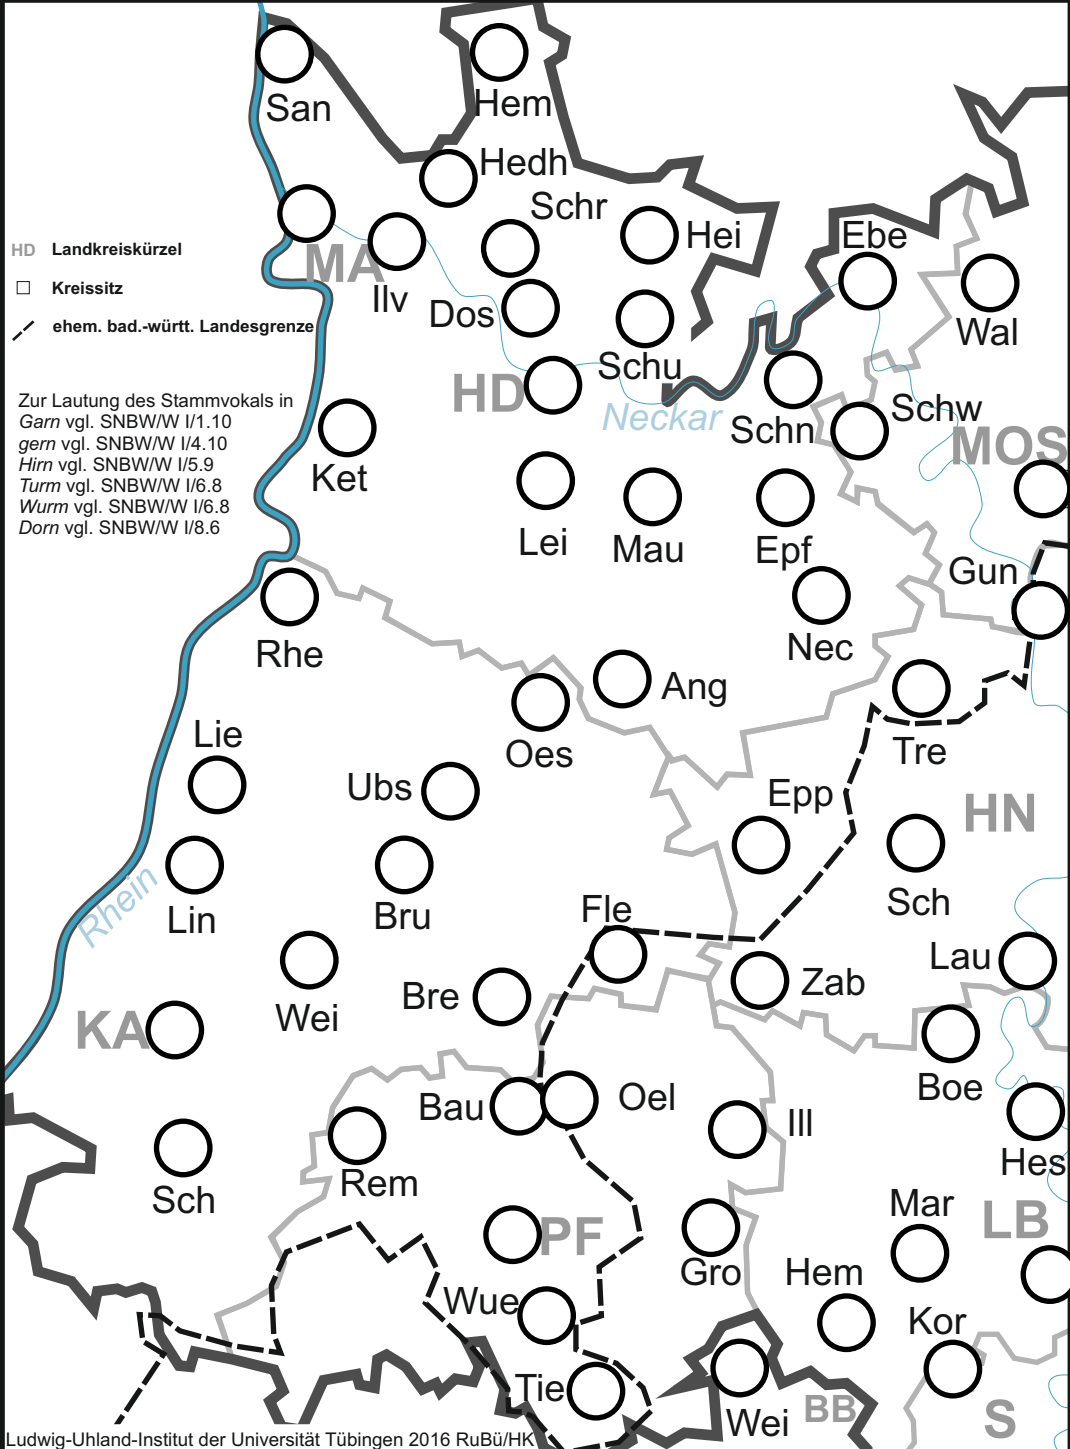 San
Hem
Hedh
Schr
Hei
Ebe
HD Landkreiskürzel
MA
Ilv
Kreissitz
Dos
ehem. bad.-württ. Landesgrenze
Wal
Schu
HD
Zur Lautung des Stammvokals in
Garn vgl. SNBW/W I/1.10
gern vgl. SNBW/W I/4.10
Hirn vgl. SNBW/W I/5.9
Turm vgl. SNBW/W I/6.8
Wurm vgl. SNBW/W I/6.8
Dorn vgl. SNBW/W I/8.6
Neckar
Schn
Schw
MOS
Ket
Lei
Mau
Epf
Gun
Rhe
Nec
Ang
Lie
Oes
Tre
Ubs
Epp
HN
Rhein
Lin
Bru
Fle
Sch
Lau
Wei
Bre
Zab
KA
Boe
Bau
Oel
Ill
Hes
Rem
Sch
Mar
LB
PF
Gro
Hem
Wue
Kor
Tie
Wei
BB
S
Ludwig-Uhland-Institut der Universität Tübingen 2016 RuBü/HK